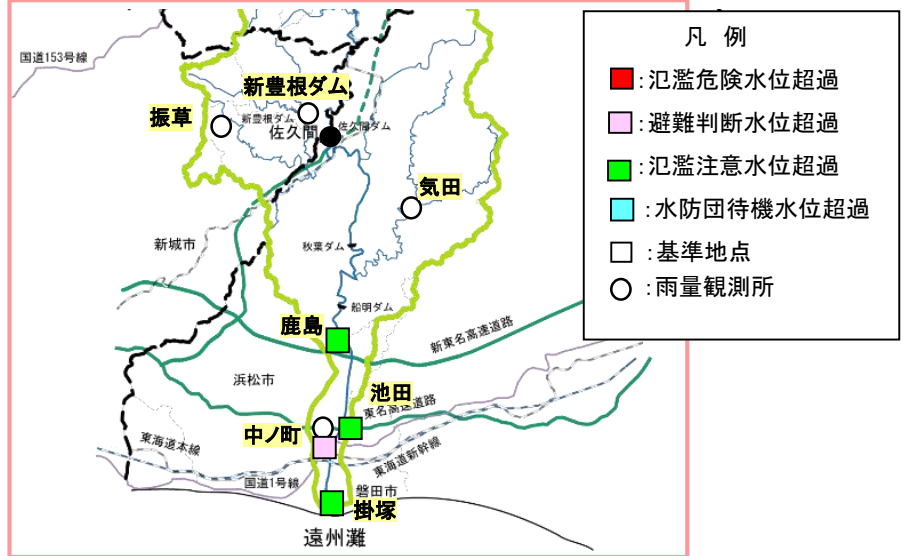 国道153号線
新豊根ダム
振草
新豊根ダム
佐久間
佐久間ダム
気田
新城市
秋葉ダム
船明ダム
鹿島
新東名高速道路
浜松市
池田
東名高速道路
中ノ町
東海道本線
東海道新幹線
国道1号線
磐田市
掛塚
遠州灘
凡 例
:氾濫危険水位超過
:避難判断水位超過
:氾濫注意水位超過
:水防団待機水位超過
:基準地点
:雨量観測所